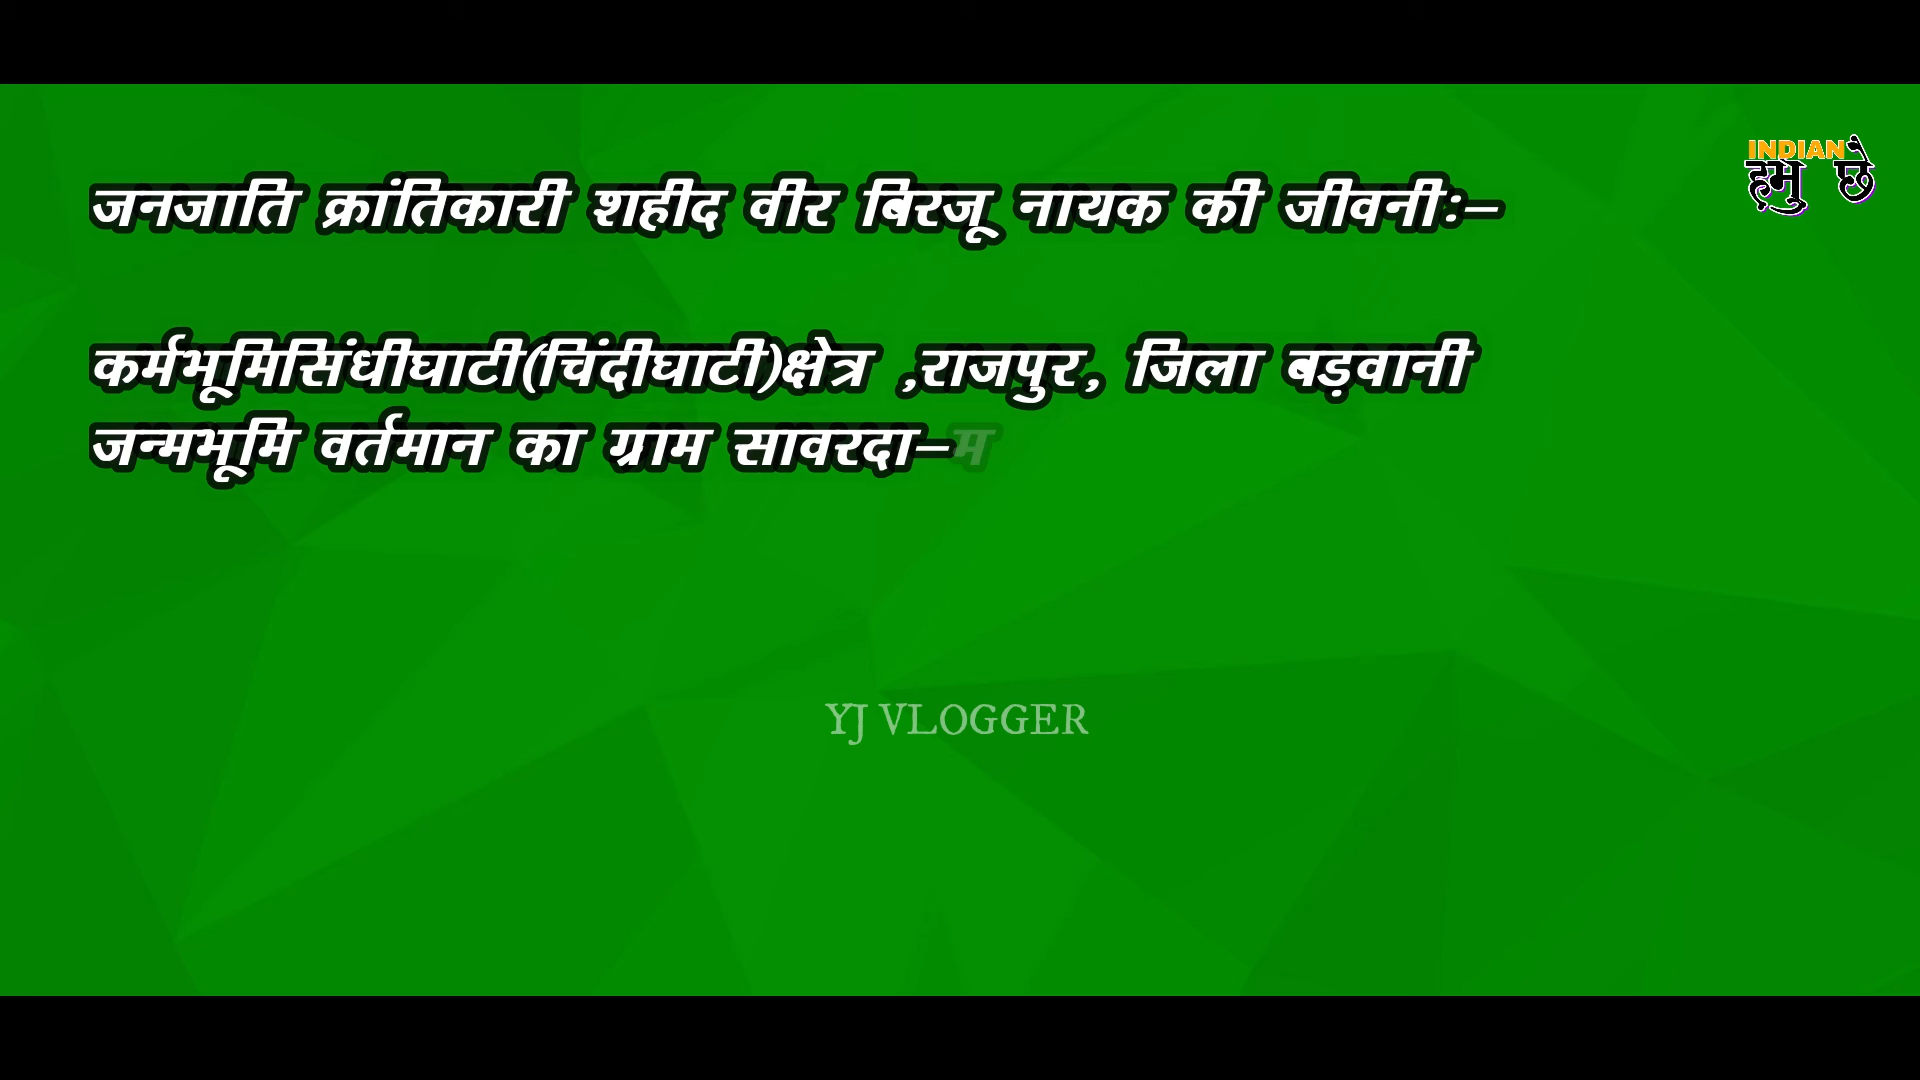 INDIAN
हमु छे
जनजाति क्रांतिकारी शहीद वीर बिरजू नायक की जीवनीः–
कर्मभूमिसिंधीघाटी(चिंदीघाटी)क्षेत्र ,राजपुर, जिला बड़वानी
जन्मभूमि वर्तमान का ग्राम सावरदा–म
YJ VLOGGER